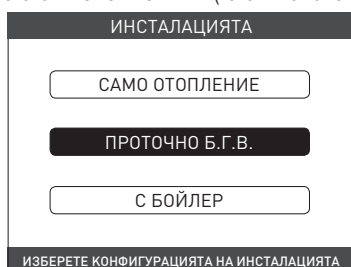 ИНСТАЛАЦИЯТА
САМО ОТОПЛЕНИЕ
ПРОТОЧНО Б.Г.В.
С БОЙЛЕР
ИЗБЕРЕТЕ КОНФИГУРАЦИЯТА НА ИНСТАЛАЦИЯТА